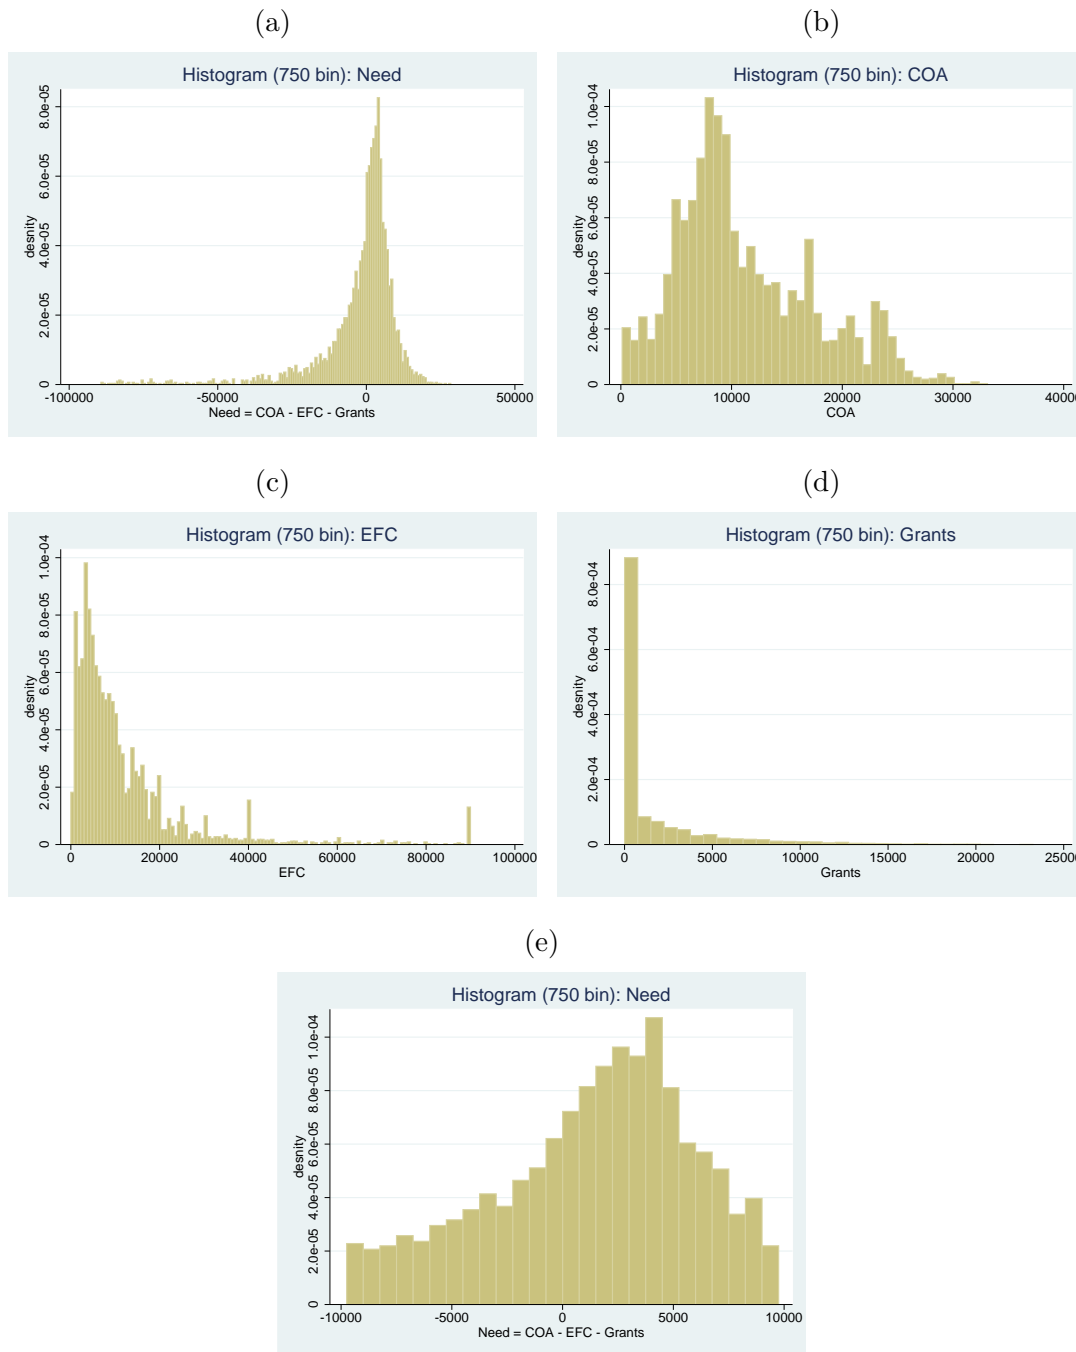 (a)
Histogram (750 bin): Need
desnity
0 2.0e-05 4.0e-05 6.0e-05 8.0e-05
-100000 -50000 0 50000
Need = COA - EFC - Grants
(b)
Histogram (750 bin): COA
desnity
0 2.0e-05 4.0e-05 6.0e-05 8.0e-05 1.0e-04
0 10000 20000 30000 40000
COA
(c)
Histogram (750 bin): EFC
desnity
0 2.0e-05 4.0e-05 6.0e-05 8.0e-05 1.0e-04
0 20000 40000 60000 80000 100000
EFC
(d)
Histogram (750 bin): Grants
desnity
0 2.0e-04 4.0e-04 6.0e-04 8.0e-04
0 5000 10000 15000 20000 25000
Grants
(e)
Histogram (750 bin): Need
desnity
0 2.0e-05 4.0e-05 6.0e-05 8.0e-05 1.0e-04
-10000 -5000 0 5000 10000
Need = COA - EFC - Grants